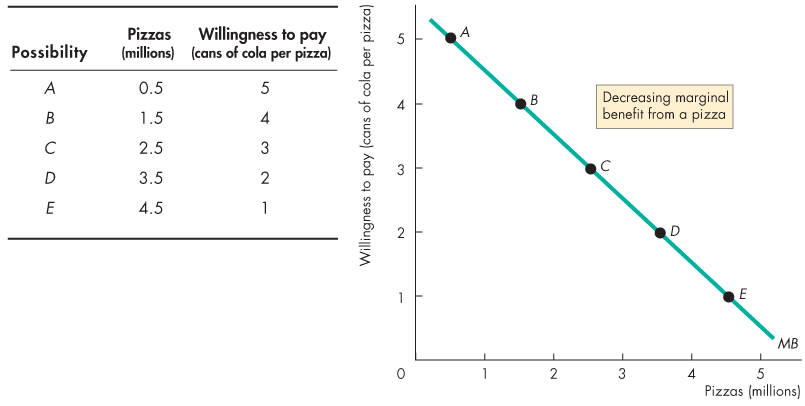 Possibility
Pizzas
(millions)
Willingness to pay
(cans of cola per pizza)
A 0.5 5
B 1.5 4
C 2.5 3
D 3.5 2
E 4.5 1
Willingness to pay (cans of cola per pizza)
5
4
3
2
1
0
A
B
C
D
E
Decreasing marginal
benefit from a pizza
MB
1 2 3 4 5
Pizzas (millions)